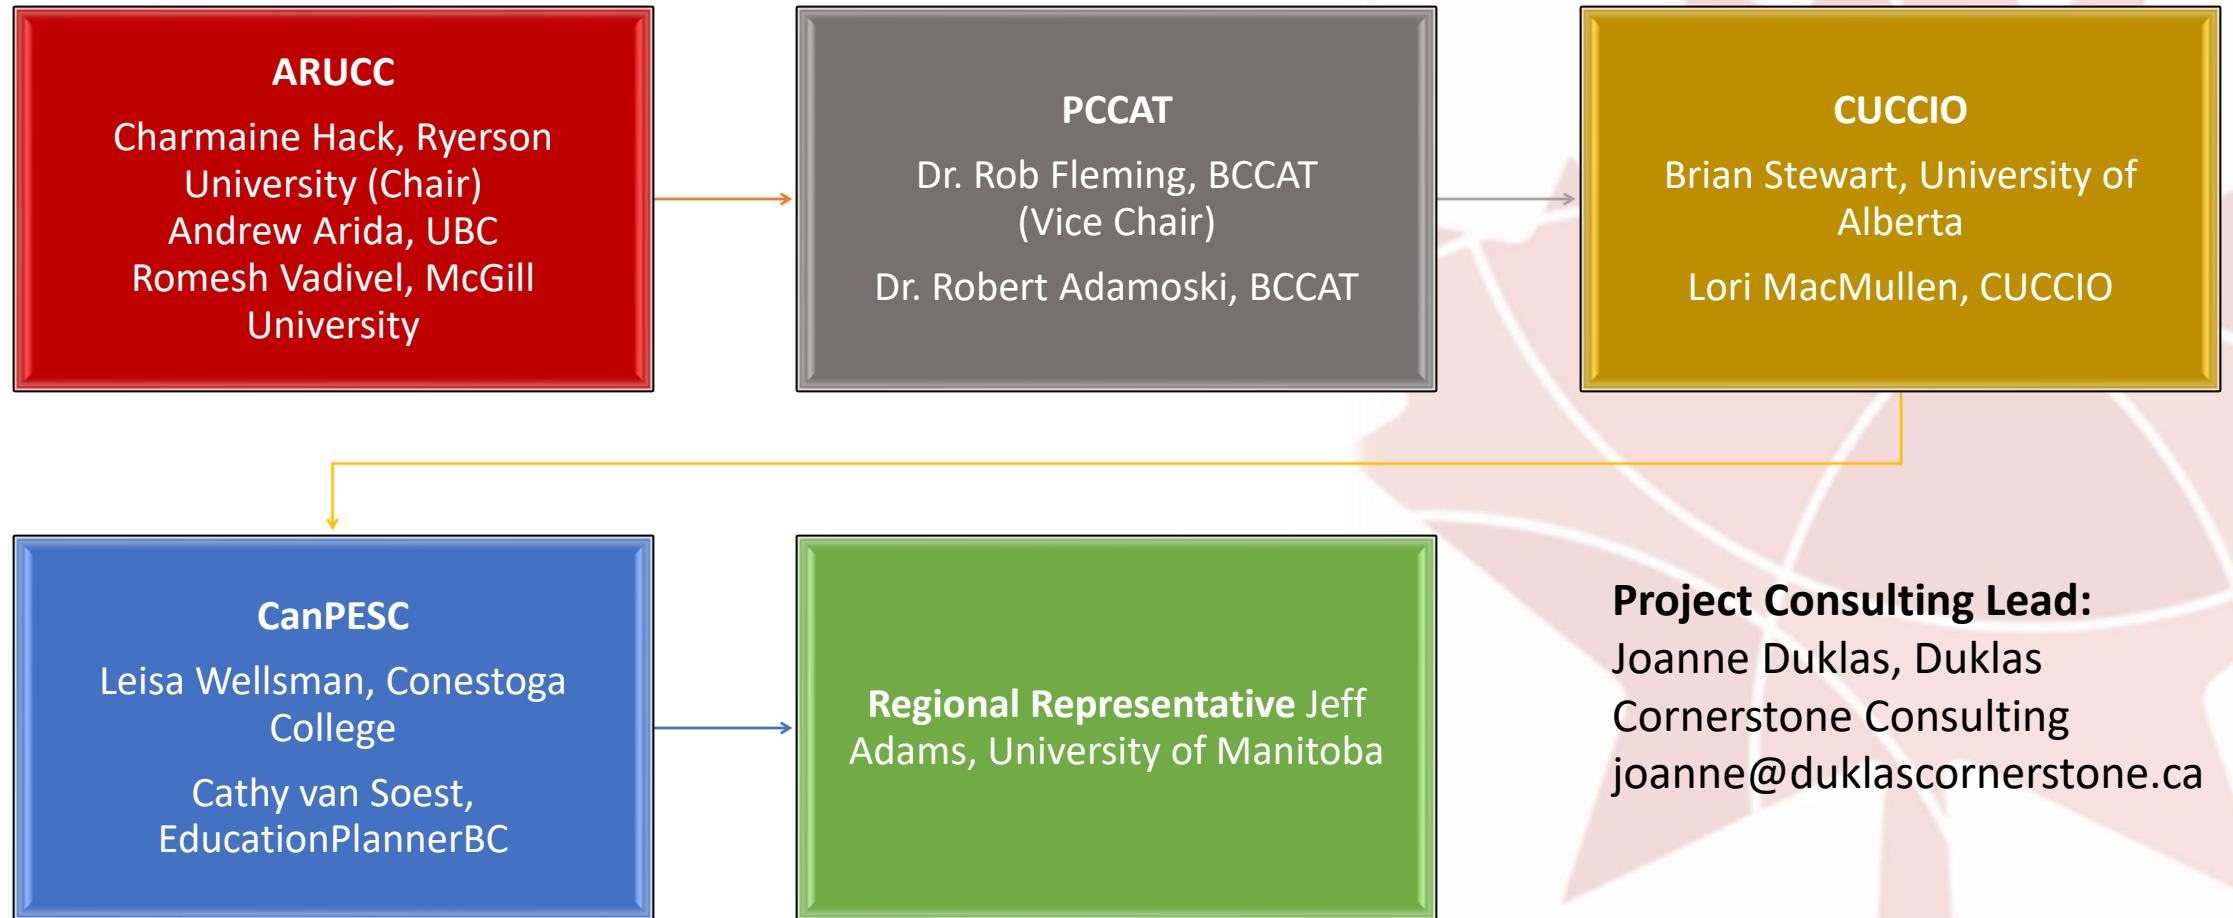 ARUCC
Charmaine Hack, Ryerson
University (Chair)
Andrew Arida, UBC
Romesh Vadivel, McGill
University
PCCAT
Dr. Rob Fleming, BCCAT
(Vice Chair)
Dr. Robert Adamoski, BCCAT
CUCCIO
Brian Stewart, University of
Alberta
Lori MacMullen, CUCCIO
CanPESC
Leisa Wellsman, Conestoga
College
Cathy van Soest,
EducationPlannerBC
Regional Representative Jeff
Adams, University of Manitoba
Project Consulting Lead:
Joanne Duklas, Duklas
Cornerstone Consulting
joanne@duklascornerstone.ca